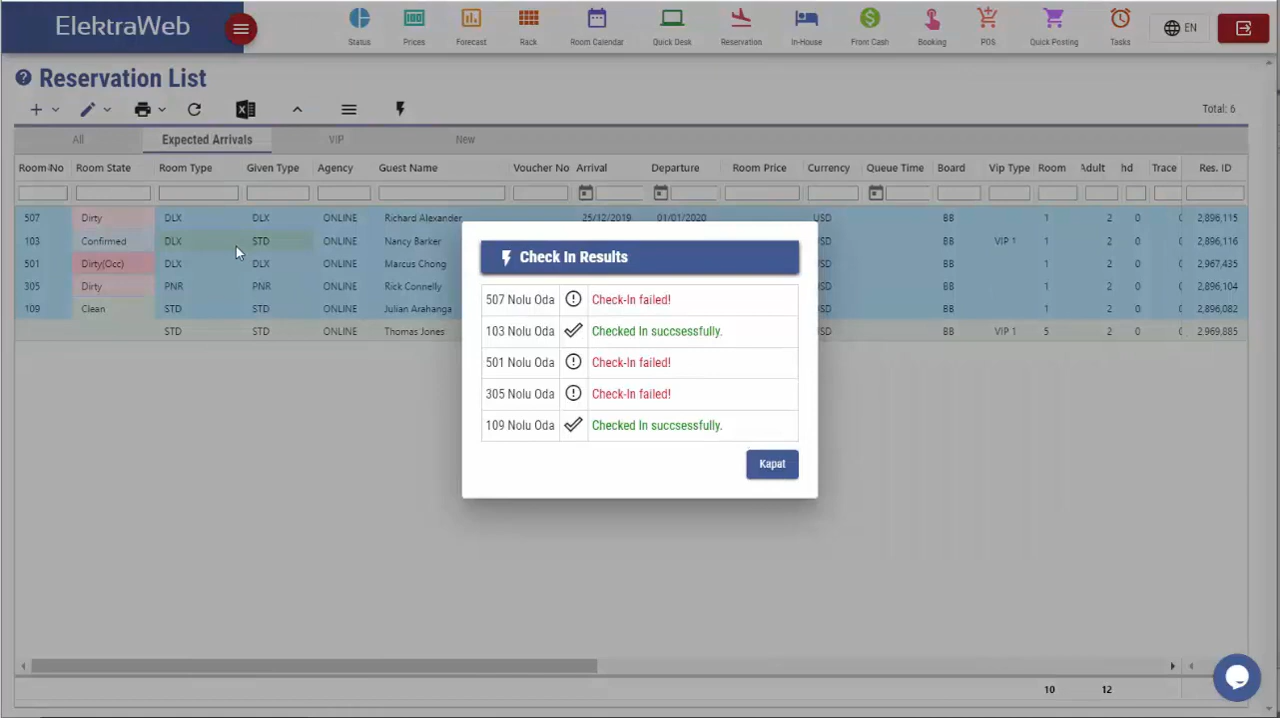 ElektraWeb
Status Prices Forecast Rack Room Calendar Quick Desk Reservation In-House Front Cash Booking POS Quick Posting Tasks EN
Reservation List
Total: 6
All Expected Arrivals VIP New
Room No Room State Room Type Given Type Agency Guest Name Voucher No Arrival Departure Room Price Currency Queue Time Board Vip Type Room Adult hd Trace Res. ID
507 Dirty DLX DLX ONLINE Richard Alexander 25/12/2019 01/01/2020 USD BB 1 2 0 2,896,115
103 Confirmed DLX STD ONLINE Nancy Barker SD BB VIP 1 1 2 0 2,896,116
501 Dirty(Occ) DLX DLX ONLINE Marcus Chong SD BB 1 2 0 2,967,435
305 Dirty PNR PNR ONLINE Rick Connelly SD BB 1 2 0 2,896,104
109 Clean STD STD ONLINE Julian Arahanga SD BB 1 2 0 2,896,082
STD STD ONLINE Thomas Jones SD BB VIP 1 5 2 0 2.969,885
Check In Results
507 Nolu Oda Check-In failed!
103 Nolu Oda Checked In succsessfully.
501 Nolu Oda Check-In failed!
305 Nolu Oda Check-In failed!
109 Nolu Oda Checked In succsessfully.
Kapat
10 12